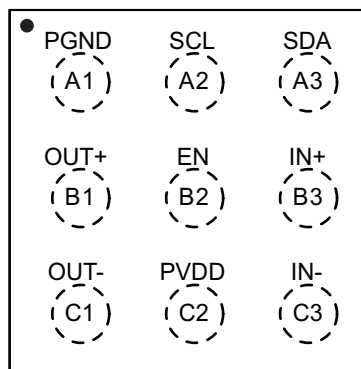 PGND SCL SDA
A1 A2 A3
OUT+ EN IN+
B1 B2 B3
OUT- PVDD IN-
C1 C2 C3